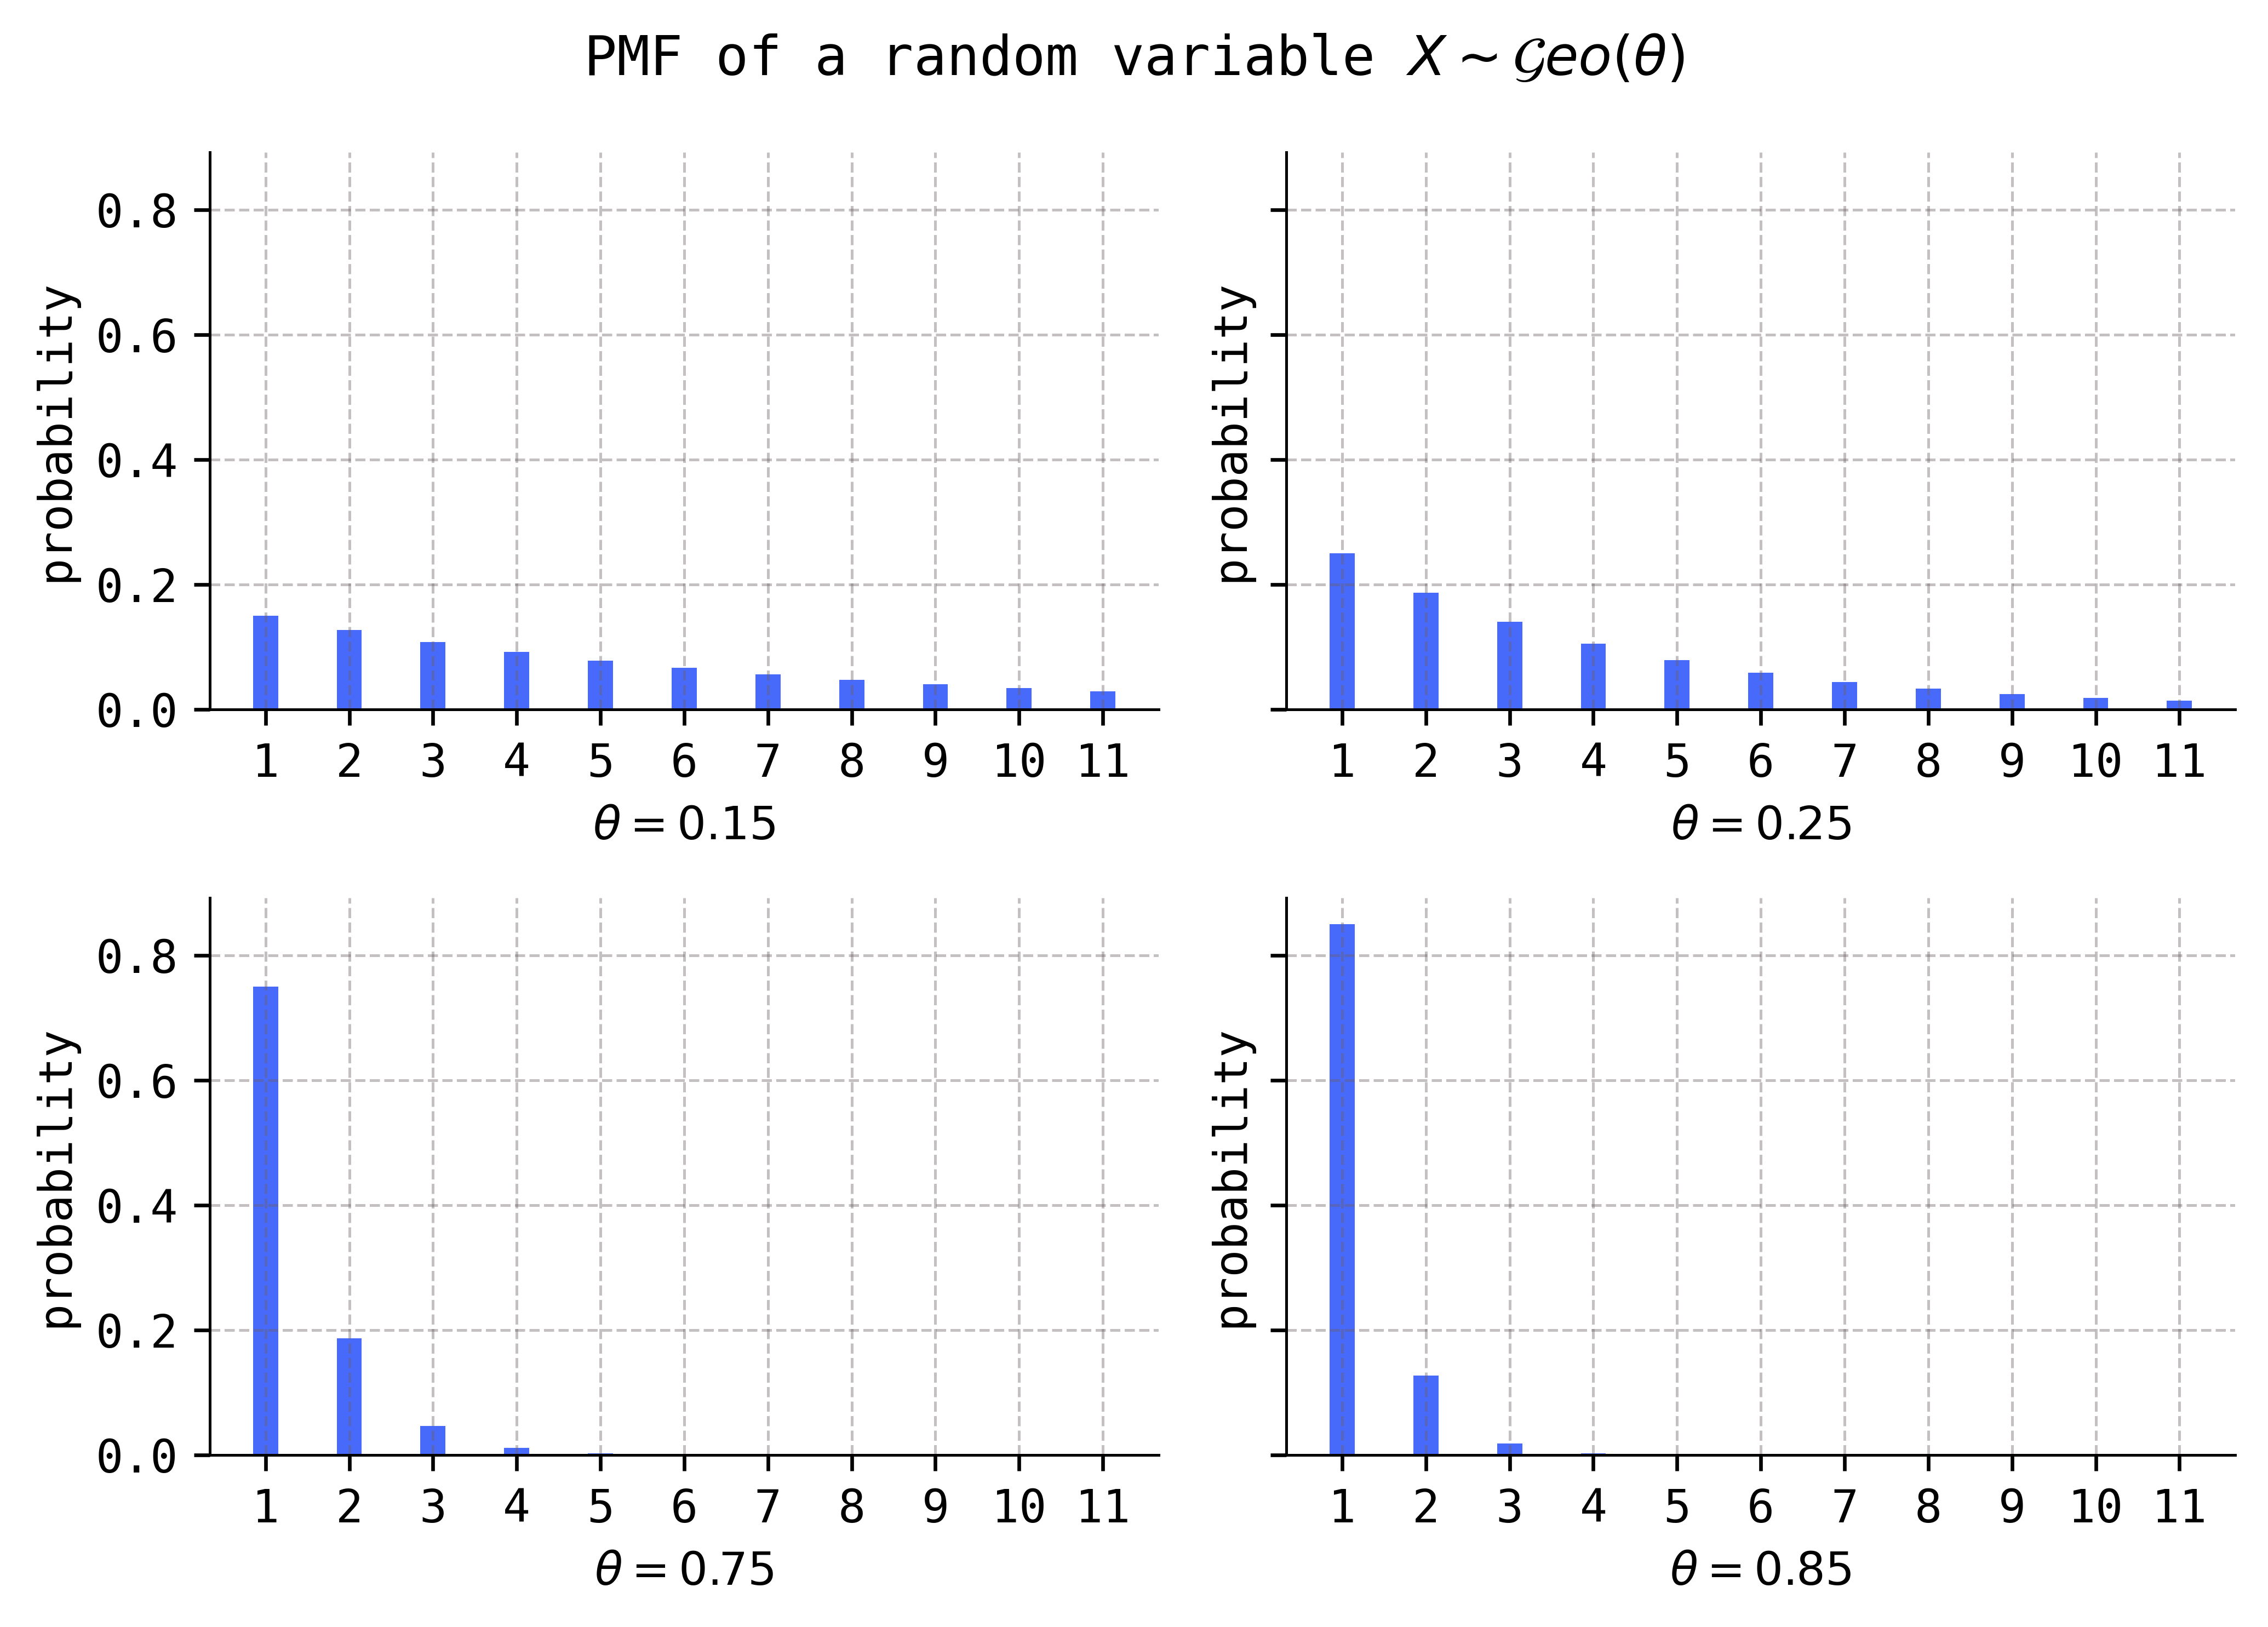 PMF of a random variable X ~ 𝒢eo(θ)
probability
0.8
0.6
0.4
0.2
0.0
1 2 3 4 5 6 7 8 9 10 11
θ = 0.15
probability
1 2 3 4 5 6 7 8 9 10 11
θ = 0.25
probability
0.8
0.6
0.4
0.2
0.0
1 2 3 4 5 6 7 8 9 10 11
θ = 0.75
probability
1 2 3 4 5 6 7 8 9 10 11
θ = 0.85